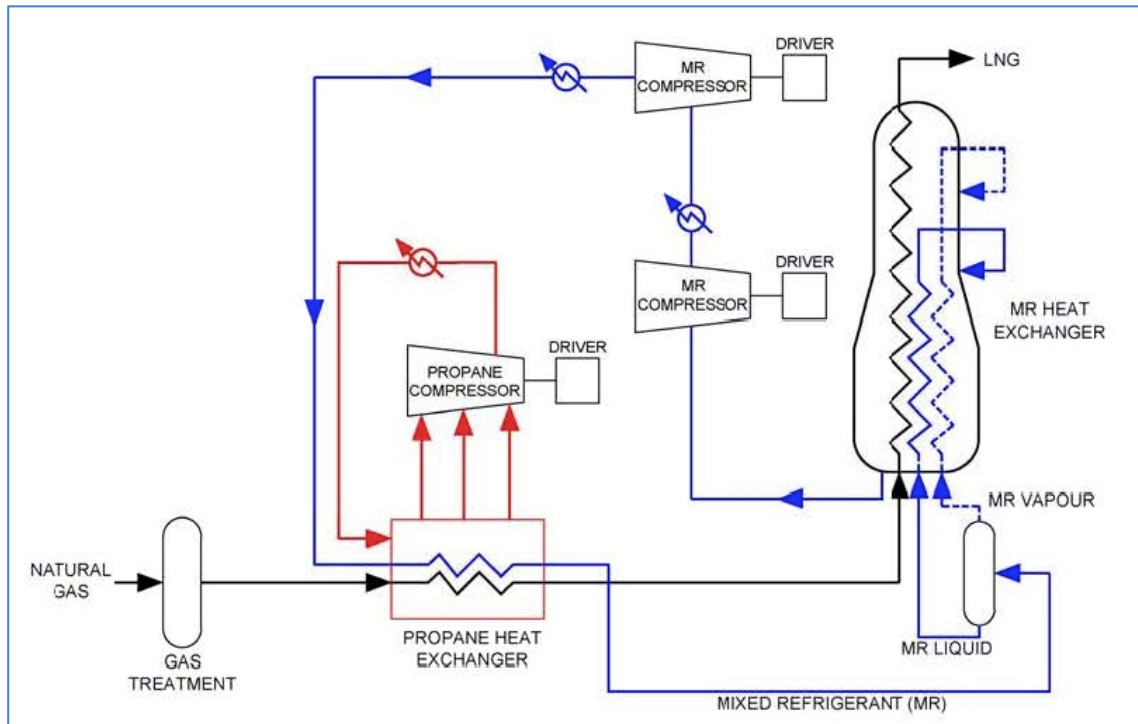 DRIVER
MR
COMPRESSOR
LNG
DRIVER
MR
COMPRESSOR
MR HEAT
EXCHANGER
DRIVER
PROPANE
COMPRESSOR
MR VAPOUR
NATURAL
GAS
PROPANE HEAT
EXCHANGER
MR LIQUID
GAS
TREATMENT
MIXED REFRIGERANT (MR)